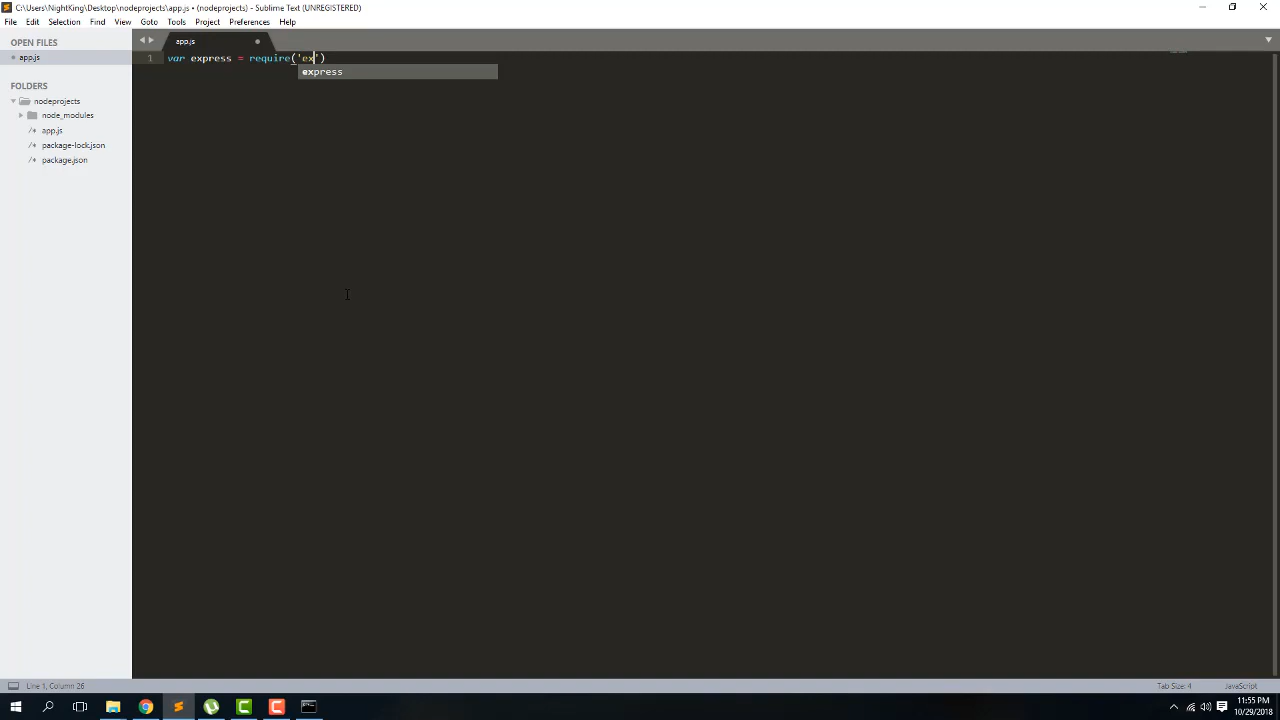 C:\Users\NightKing\Desktop\nodeprojects\app.js • (nodeprojects) - Sublime Text (UNREGISTERED)
File Edit Selection Find View Goto Tools Project Preferences Help
OPEN FILES
app.js
app.js
1 var express = require('ex')
express
FOLDERS
nodeprojects
node_modules
/* app.js
/* package-lock.json
/* package.json
Line 1, Column 26
Tab Size: 4
JavaScript
11:55 PM
10/29/2018